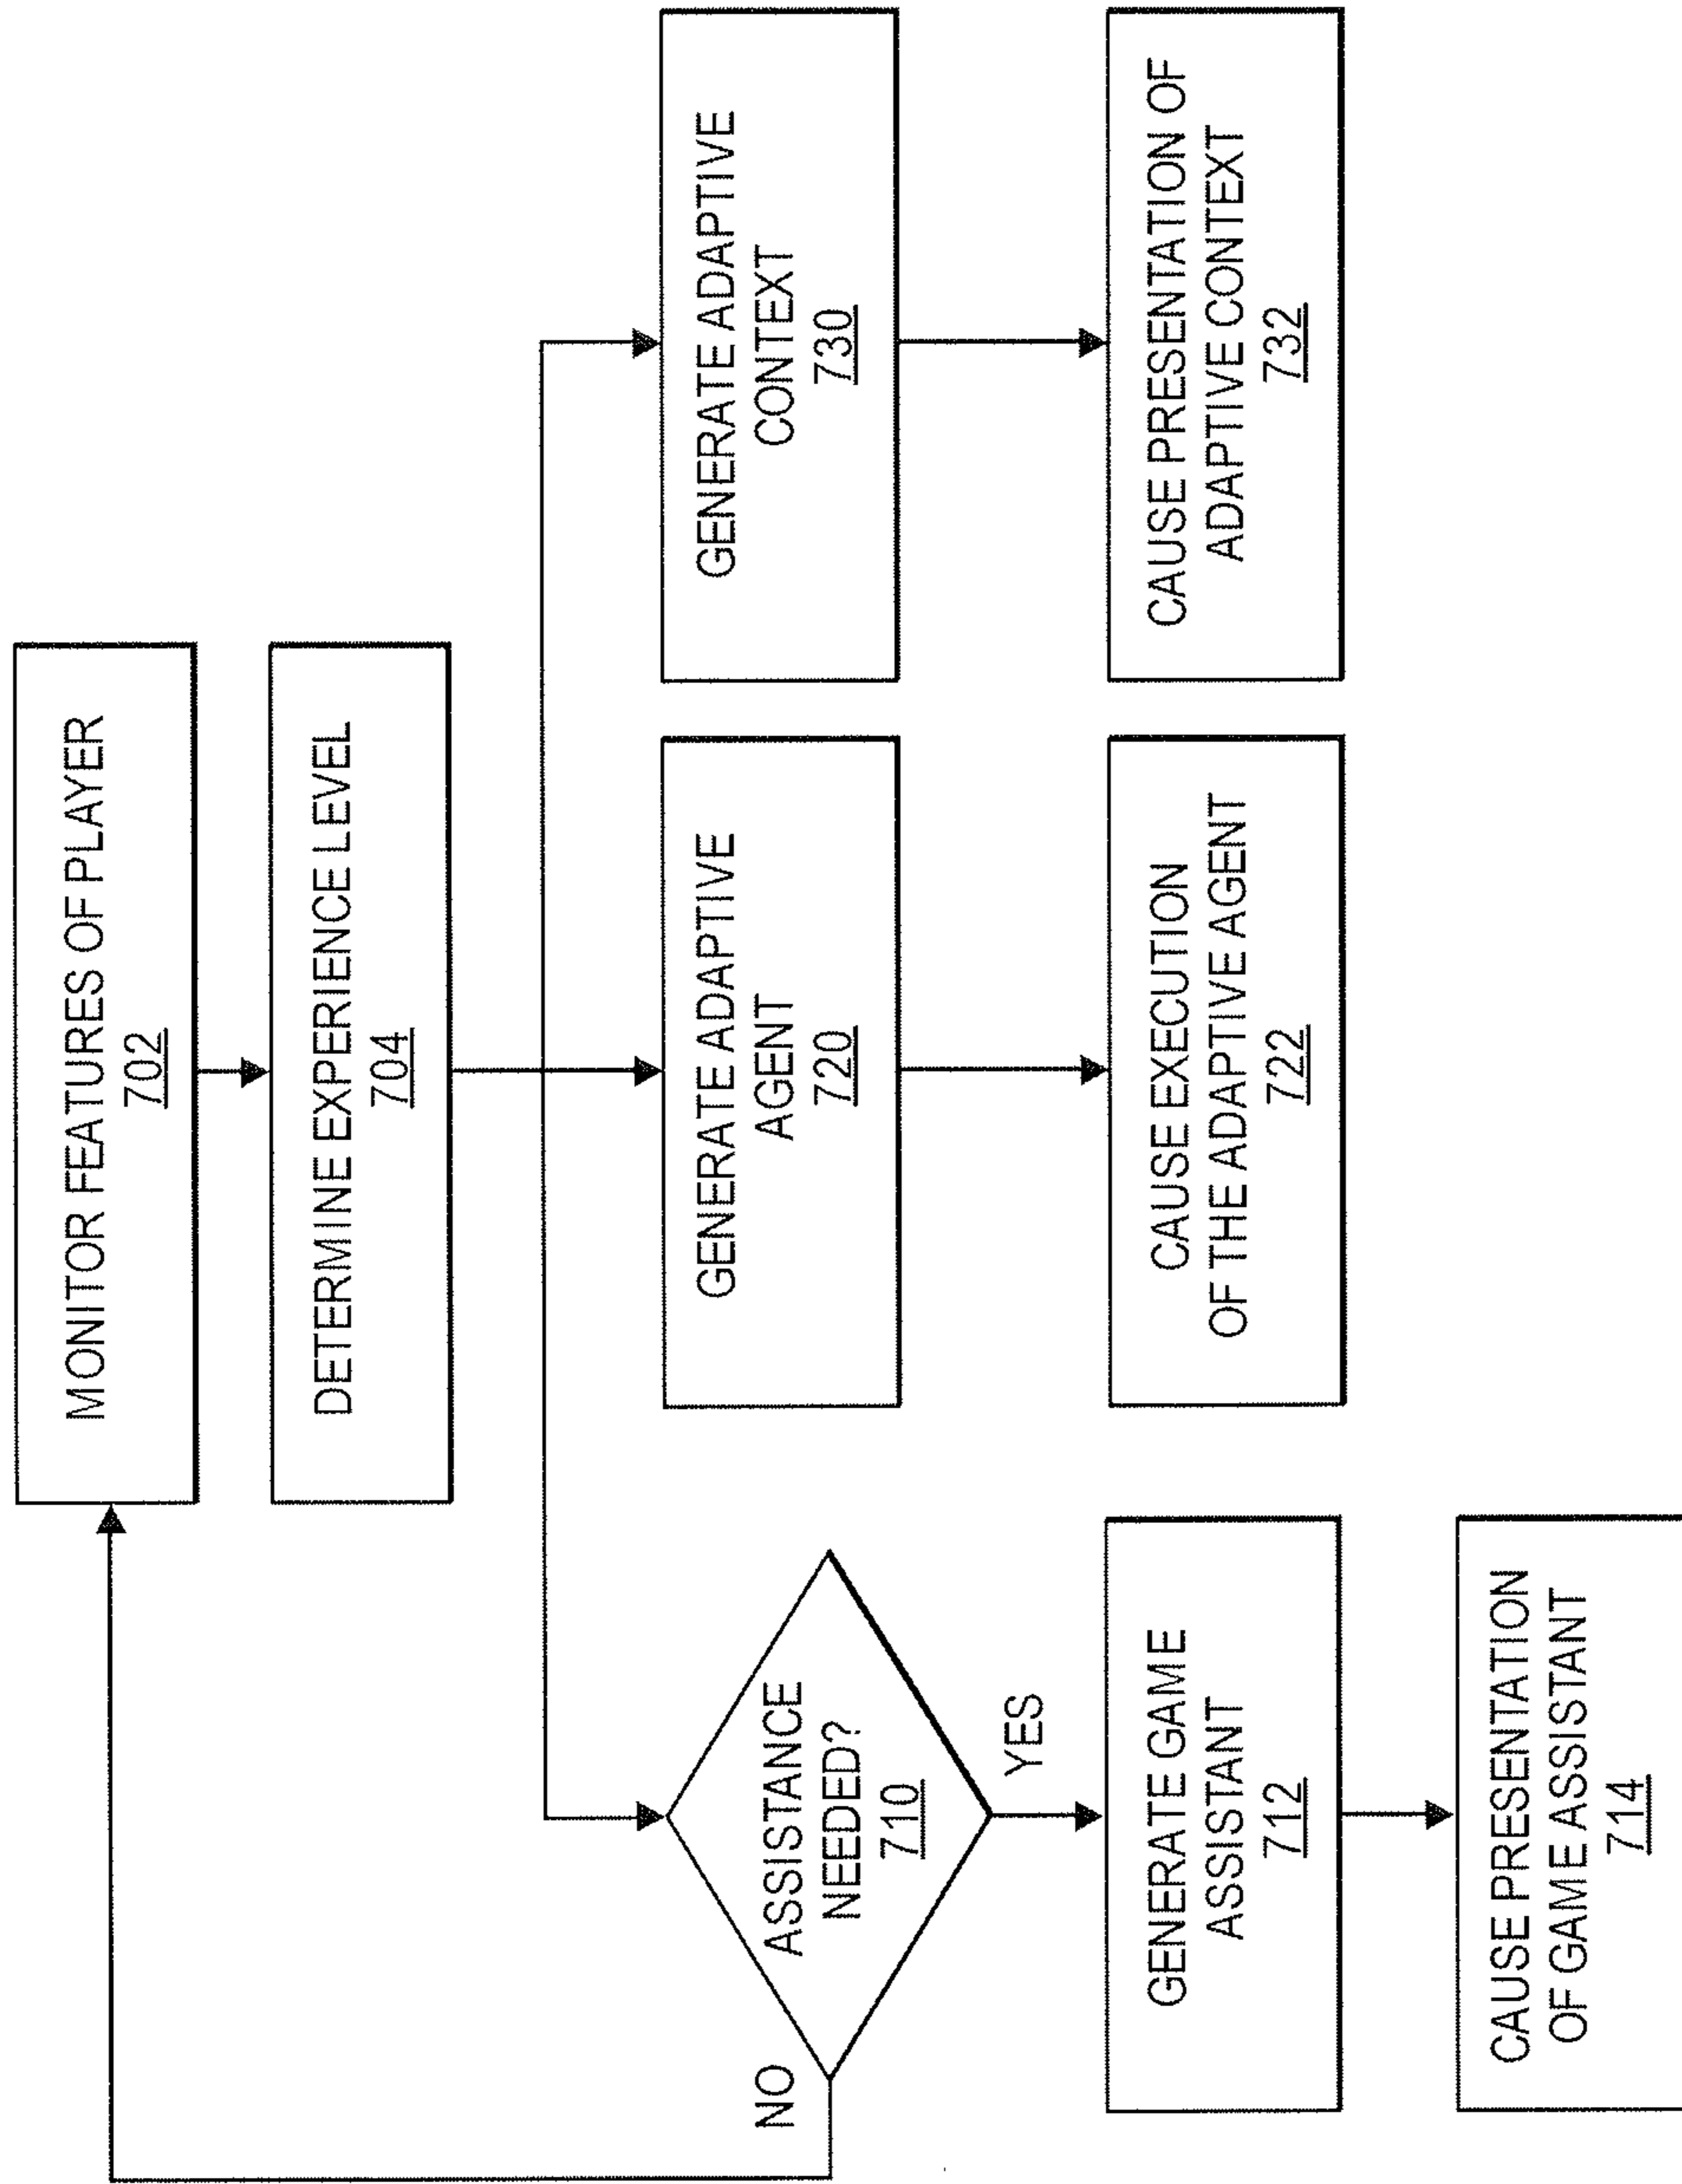 MONITOR FEATURES OF PLAYER
702
DETERMINE EXPERIENCE LEVEL
704
NO
ASSISTANCE
NEEDED?
710
YES
GENERATE GAME
ASSISTANT
712
CAUSE PRESENTATION
OF GAME ASSISTANT
714
GENERATE ADAPTIVE
AGENT
720
CAUSE EXECUTION
OF THE ADAPTIVE AGENT
722
GENERATE ADAPTIVE
CONTEXT
730
CAUSE PRESENTATION OF
ADAPTIVE CONTEXT
732